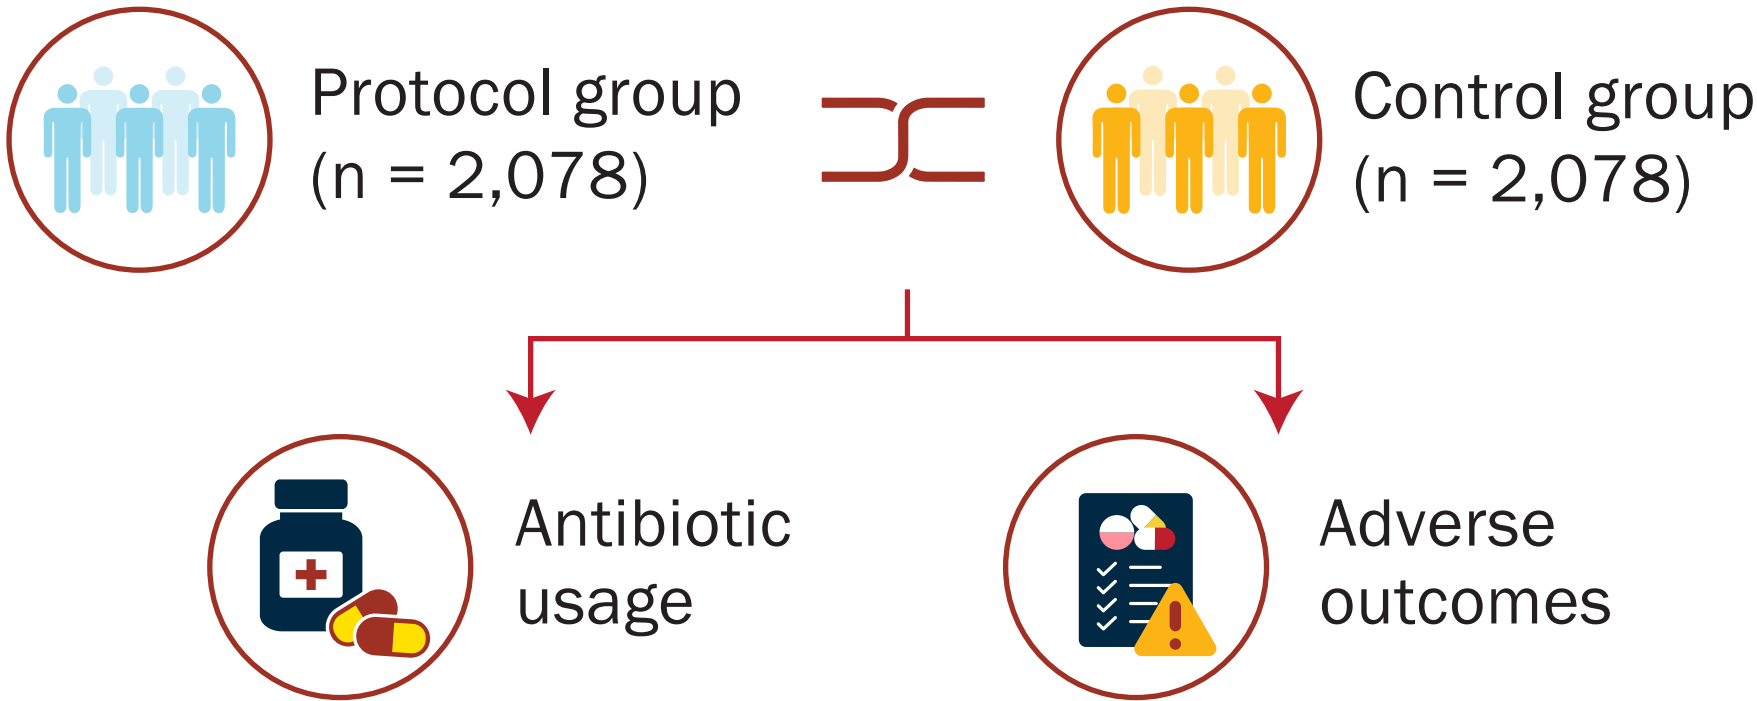 Protocol group
(n = 2,078)
Control group
(n = 2,078)
Antibiotic
usage
Adverse
outcomes